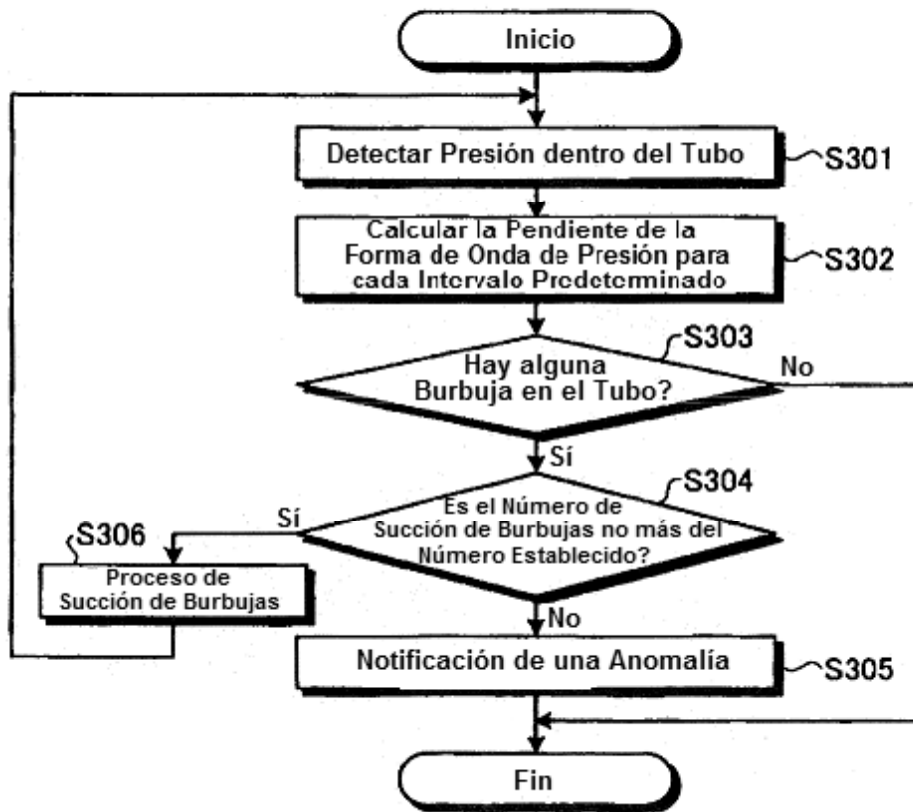 Inicio
Detectar Presión dentro del Tubo
S301
Calcular la Pendiente de la
Forma de Onda de Presión para
cada Intervalo Predeterminado
S302
S303
Hay alguna
Burbuja en el Tubo?
No
Sí
S304
Es el Número de
Succión de Burbujas no más del
Número Establecido?
Sí
S306
Proceso de
Succión de Burbujas
No
Notificación de una Anomalía
S305
Fin